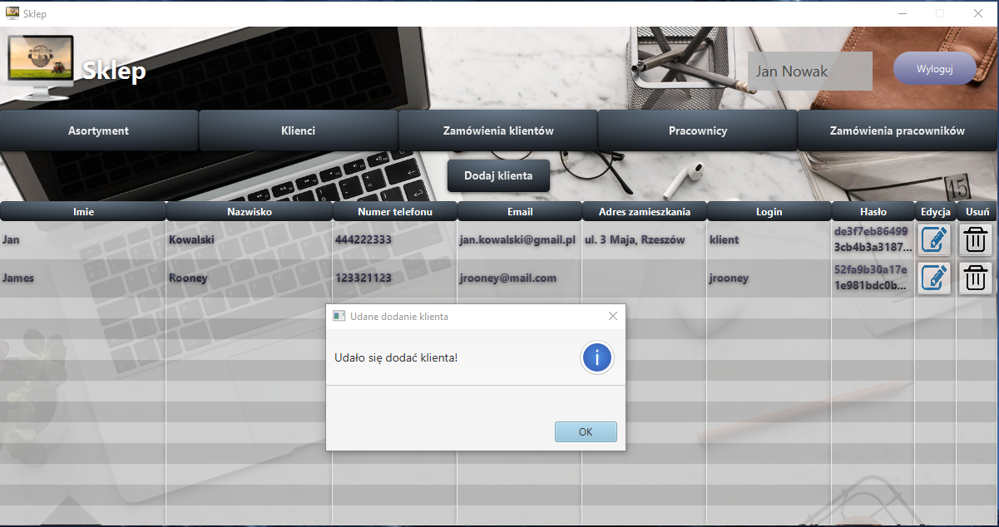 Sklep
Sklep
Jan Nowak
Wyloguj
Asortyment
Klienci
Zamówienia klientów
Pracownicy
Zamówienia pracowników
Dodaj klienta
15
Imie
Nazwisko
Numer telefonu
Email
Adres zamieszkania
Login
Hasło
Edycja
Usuń
Jan
Kowalski
444222333
jan.kowalski@gmail.pl
ul. 3 Maja, Rzeszów
klient
de3f7eb86499
3cb4b3a3187...
James
Rooney
123321123
jrooney@mail.com
jrooney
52fa9b30a17e
1e981bdc0b...
Udane dodanie klienta
Udało się dodać klienta!
OK